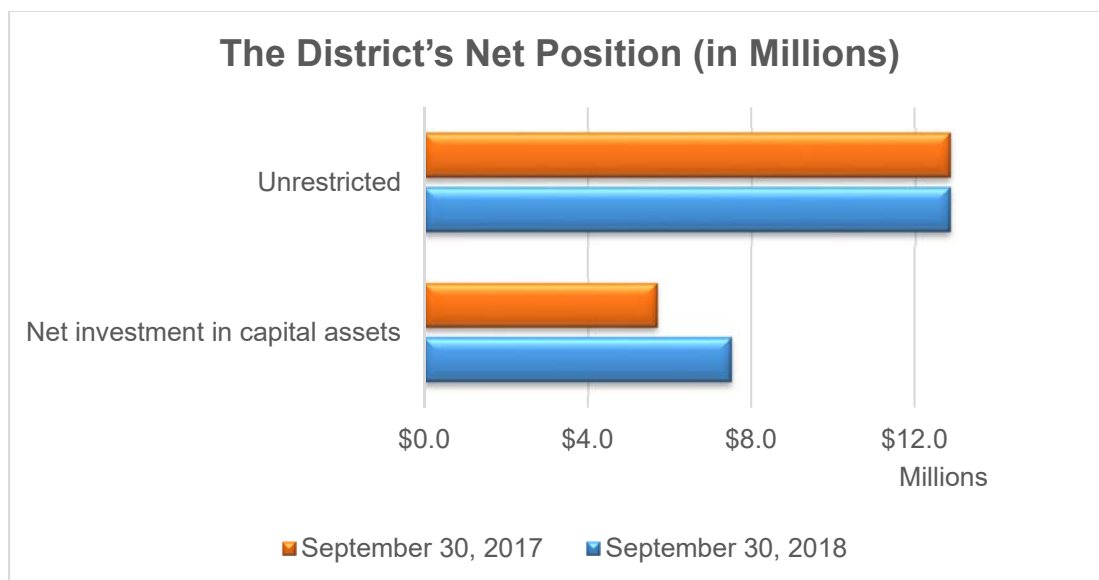 The District’s Net Position (in Millions)
Unrestricted
Net investment in capital assets
$0.0 $4.0 $8.0 $12.0
Millions
September 30, 2017 September 30, 2018